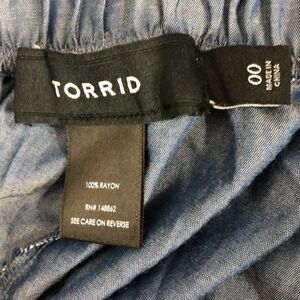 TORRID
00
MADE IN
CHINA
100% RAYON
RN# 148862
SEE CARE ON REVERSE